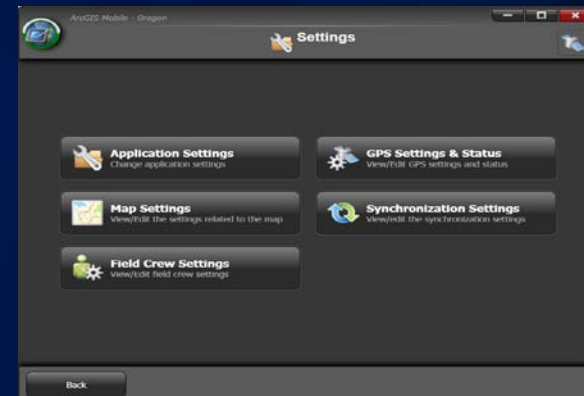 ArcGIS Mobile - Oregon
Settings
Application Settings
Change application settings
GPS Settings & Status
View/Edit GPS settings and status
Map Settings
View/Edit the settings related to the map
Synchronization Settings
View/edit the synchronization settings
Field Crew Settings
View/Edit field crew settings
Back